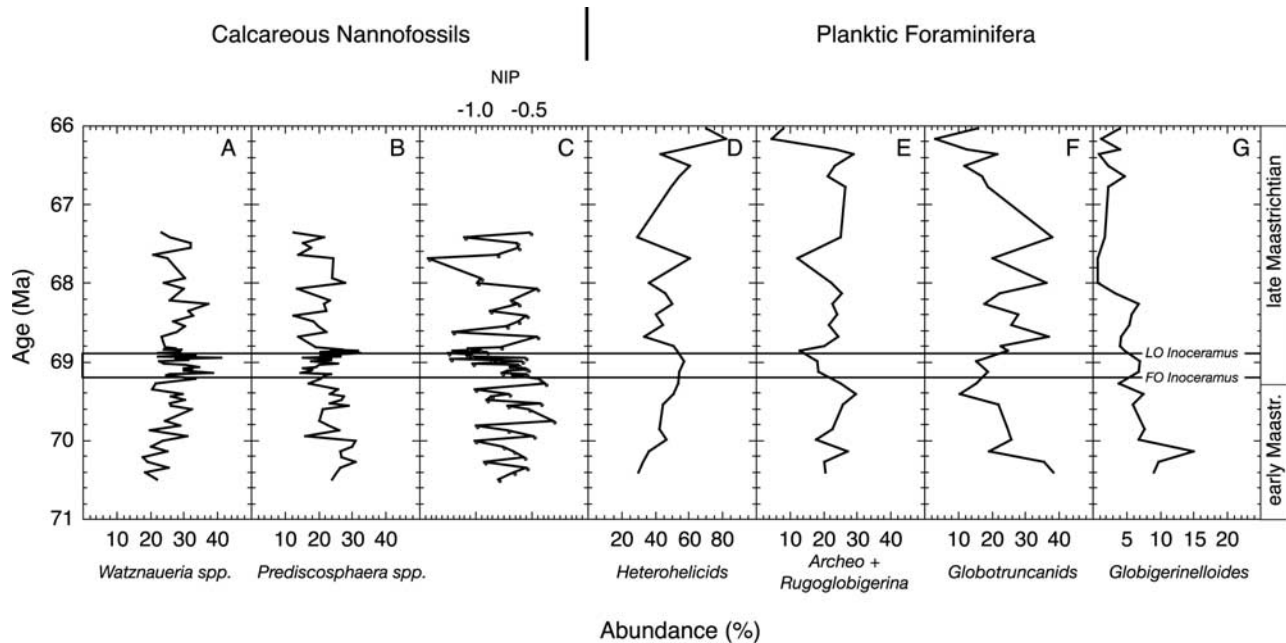 Calcareous Nannofossils
Planktic Foraminifera
NIP
-1.0 -0.5
A B C D E F G
66
67
68
69
70
71
Age (Ma)
LO Inoceramus
FO Inoceramus
late Maastrichtian
early Maastr.
10 20 30 40
10 20 30 40
20 40 60 80
10 20 30 40
10 20 30 40
5 10 15 20
Watznaueria spp.
Prediscosphaera spp.
Heterohelicids
Archeo +
Rugoglobigerina
Globotruncanids
Globigerinelloides
Abundance (%)